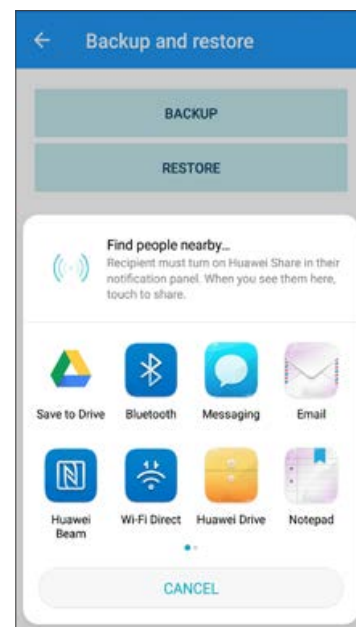 Backup and restore
BACKUP
RESTORE
Find people nearby...
Recipient must turn on Huawei Share in their
notification panel. When you see them here,
touch to share.
Save to Drive
Bluetooth
Messaging
Email
Huawei
Beam
Wi-Fi Direct
Huawei Drive
Notepad
CANCEL